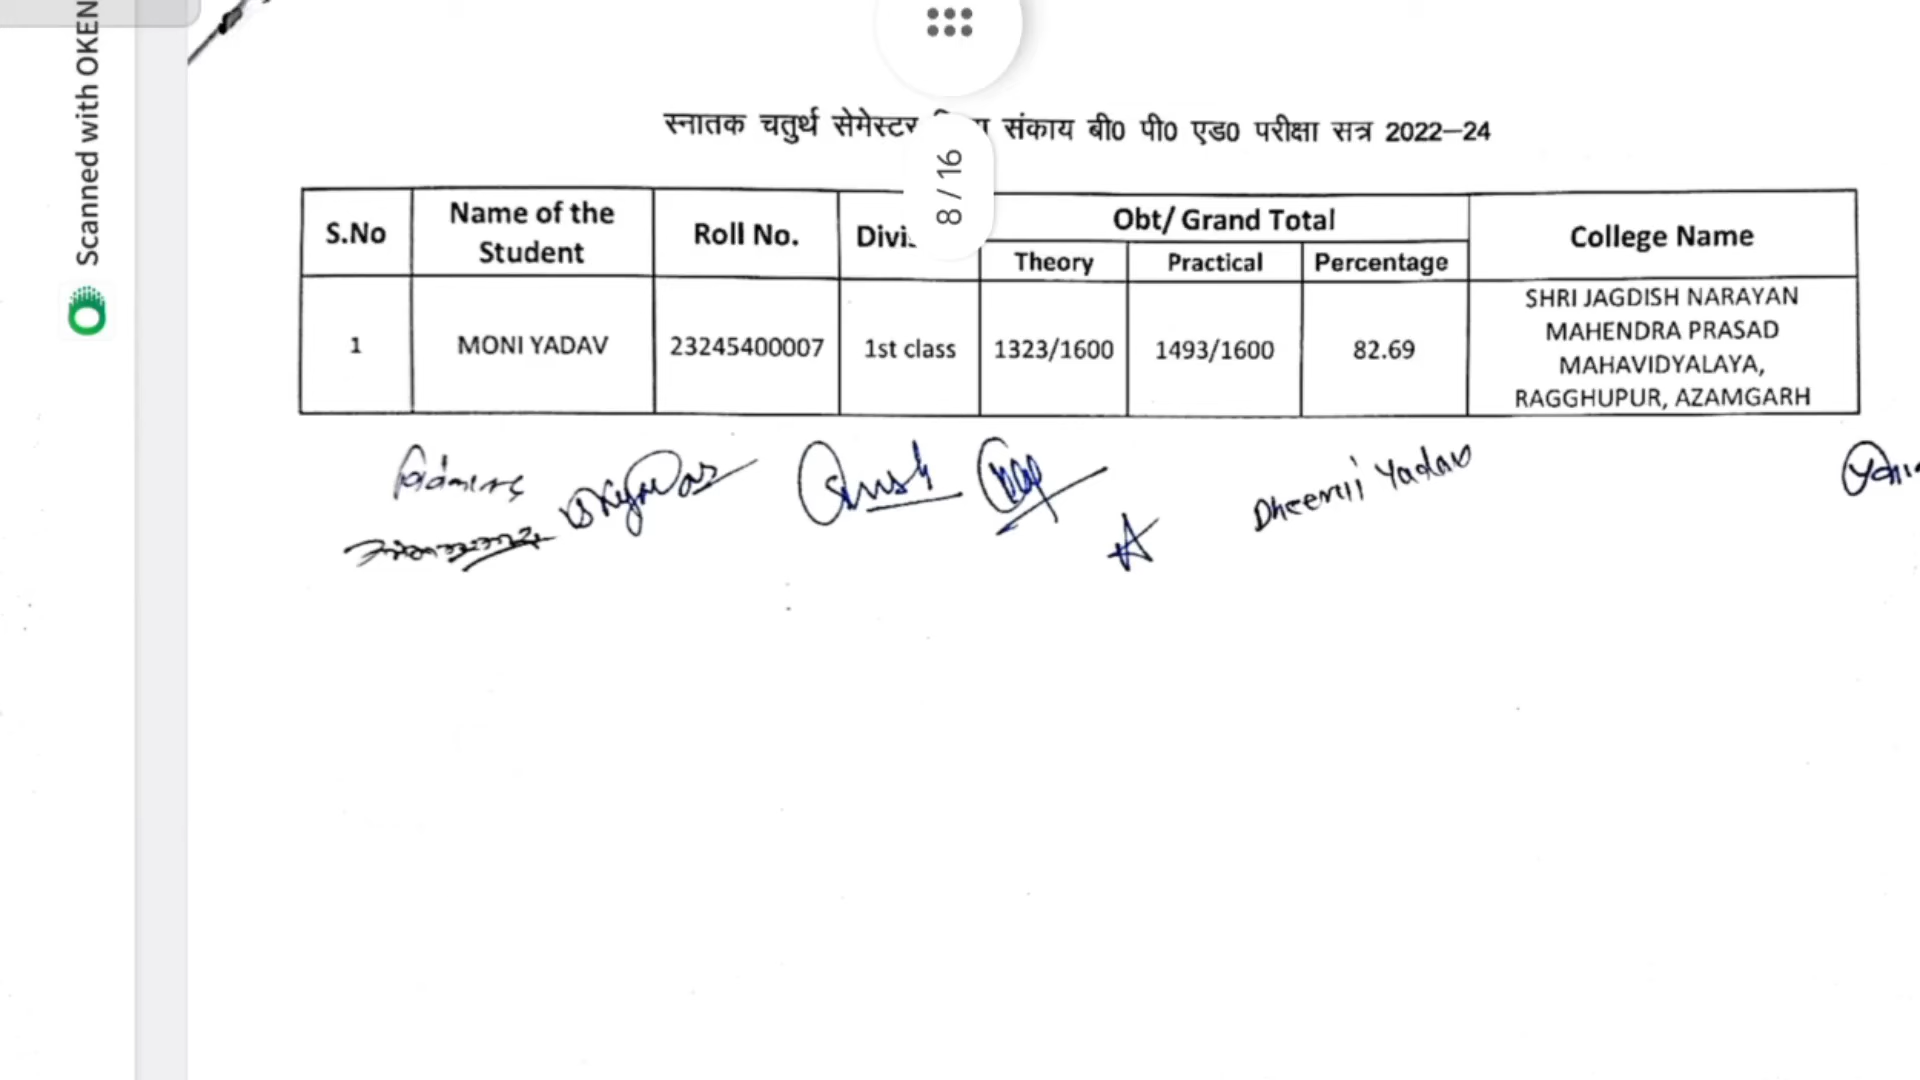 Scanned with OKEN
8 / 16
स्नातक चतुर्थ सेमेस्टर संकाय बी0 पी0 एड0 परीक्षा सत्र 2022–24
S.No Name of the Student Roll No. Divi Obt/ Grand Total College Name
Theory Practical Percentage
1 MONI YADAV 23245400007 1st class 1323/1600 1493/1600 82.69 SHRI JAGDISH NARAYAN
MAHENDRA PRASAD
MAHAVIDYALAYA,
RAGGHUPUR, AZAMGARH
Yadav